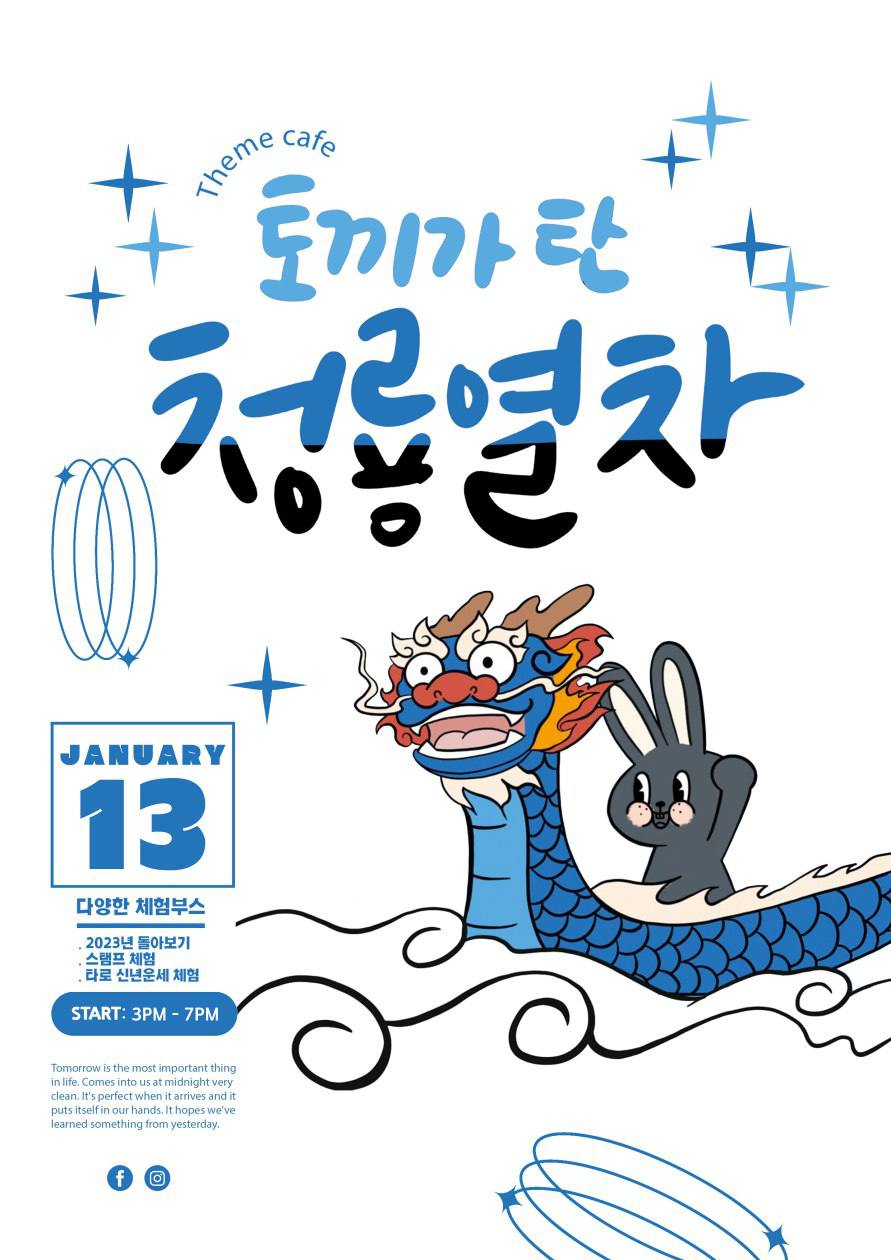 Theme cafe
토끼가 탄
청룡열차
JANUARY
13
다양한 체험부스
. 2023년 돌아보기
. 스탬프 체험
. 타로 신년운세 체험
START: 3PM - 7PM
Tomorrow is the most important thing
in life. Comes into us at midnight very
clean. It's perfect when it arrives and it
puts itself in our hands. It hopes we've
learned something from yesterday.